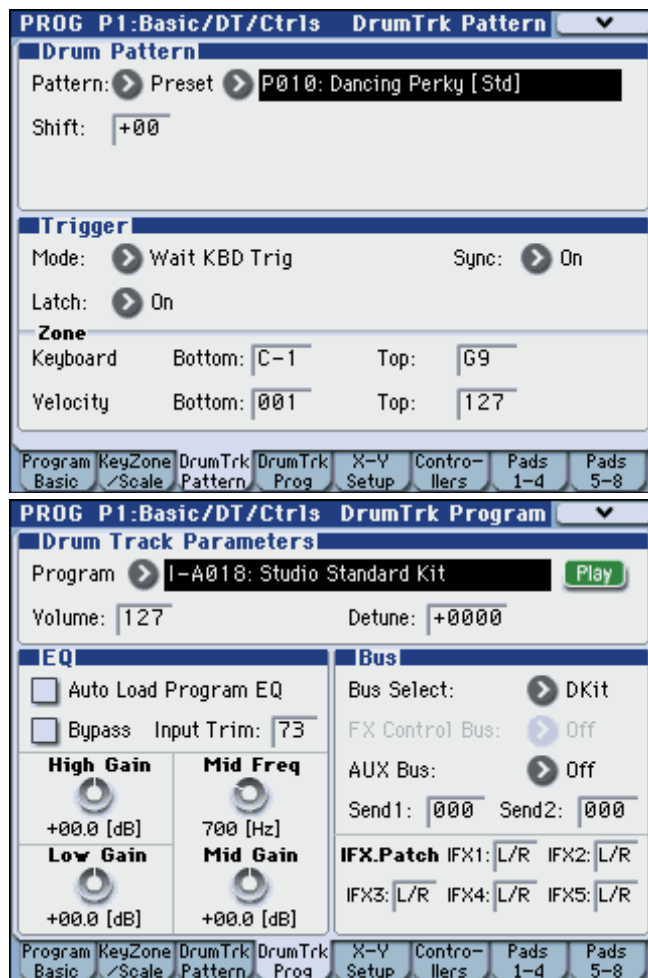 PROG P1:Basic/DT/Ctrls DrumTrk Pattern
Drum Pattern
Pattern: Preset P010: Dancing Perky [Std]
Shift: +00
Trigger
Mode: Wait KBD Trig Sync: On
Latch: On
Zone
Keyboard Bottom: C-1 Top: G9
Velocity Bottom: 001 Top: 127
Program KeyZone DrumTrk DrumTrk X-Y Contro- Pads Pads
Basic /Scale Pattern Prog Setup llers 1-4 5-8
PROG P1:Basic/DT/Ctrls DrumTrk Program
Drum Track Parameters
Program I-A018: Studio Standard Kit Play
Volume: 127 Detune: +0000
EQ Bus
Auto Load Program EQ Bus Select: DKit
Bypass Input Trim: 73 FX Control Bus: Off
High Gain Mid Freq AUX Bus: Off
+00.0 [dB] 700 [Hz] Send1: 000 Send2: 000
Low Gain Mid Gain IFX.Patch IFX1: L/R IFX2: L/R
IFX3: L/R IFX4: L/R IFX5: L/R
+00.0 [dB] +00.0 [dB]
Program KeyZone DrumTrk DrumTrk X-Y Contro- Pads Pads
Basic /Scale Pattern Prog Setup llers 1-4 5-8